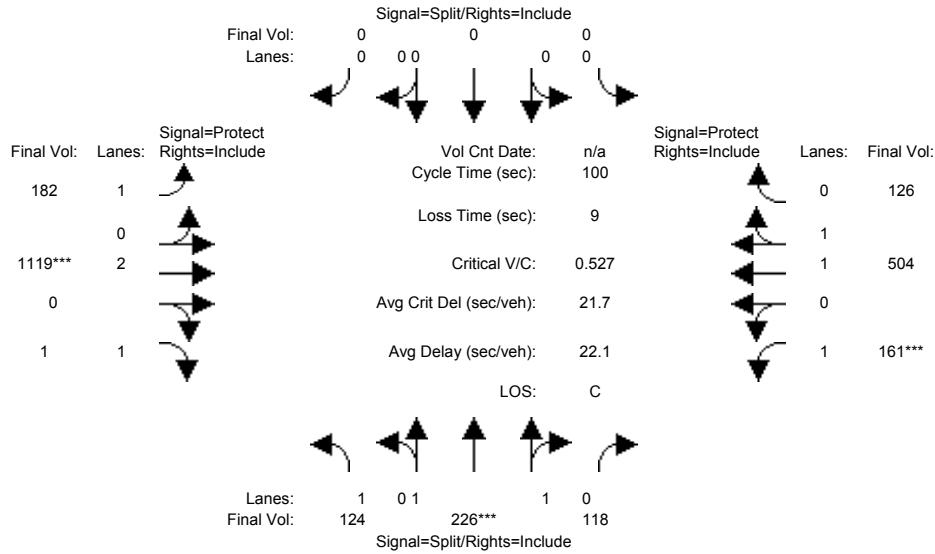 Signal=Split/Rights=Include
Final Vol: 0 0 0
Lanes: 0 0 0 0 0
Signal=Protect Signal=Protect
Final Vol: Lanes: Rights=Include Vol Cnt Date: n/a Rights=Include Lanes: Final Vol:
Cycle Time (sec): 100
182 1 0 126
Loss Time (sec): 9
0 1
1119*** 2 Critical V/C: 0.527 1 504
0 Avg Crit Del (sec/veh): 21.7 0
1 1 Avg Delay (sec/veh): 22.1 1 161***
LOS: C
Lanes: 1 0 1 1 0
Final Vol: 124 226*** 118
Signal=Split/Rights=Include